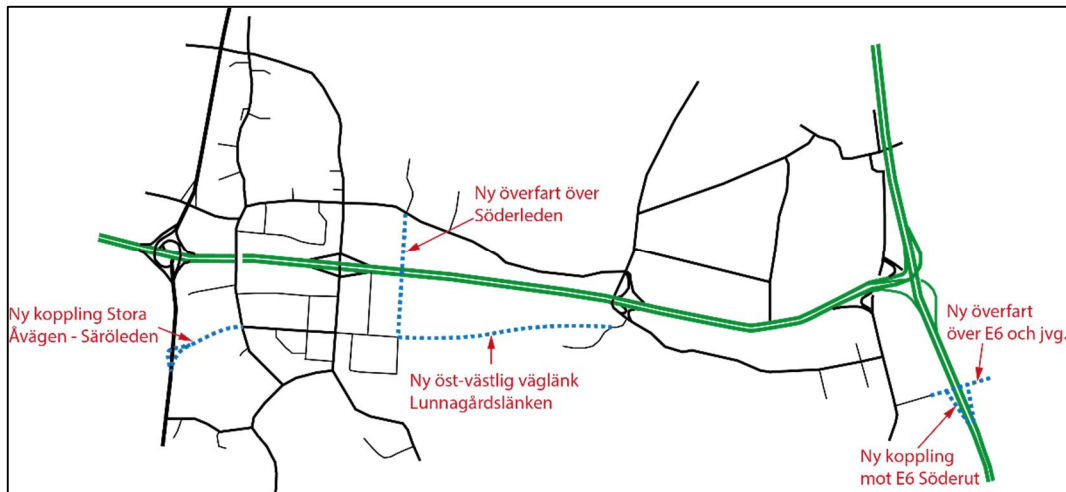 Ny överfart över
Söderleden
Ny koppling Stora
Åvägen - Säröleden
Ny öst-västlig väglänk
Lunnagårdslänken
Ny överfart
över E6 och jvg.
Ny koppling
mot E6 Söderut